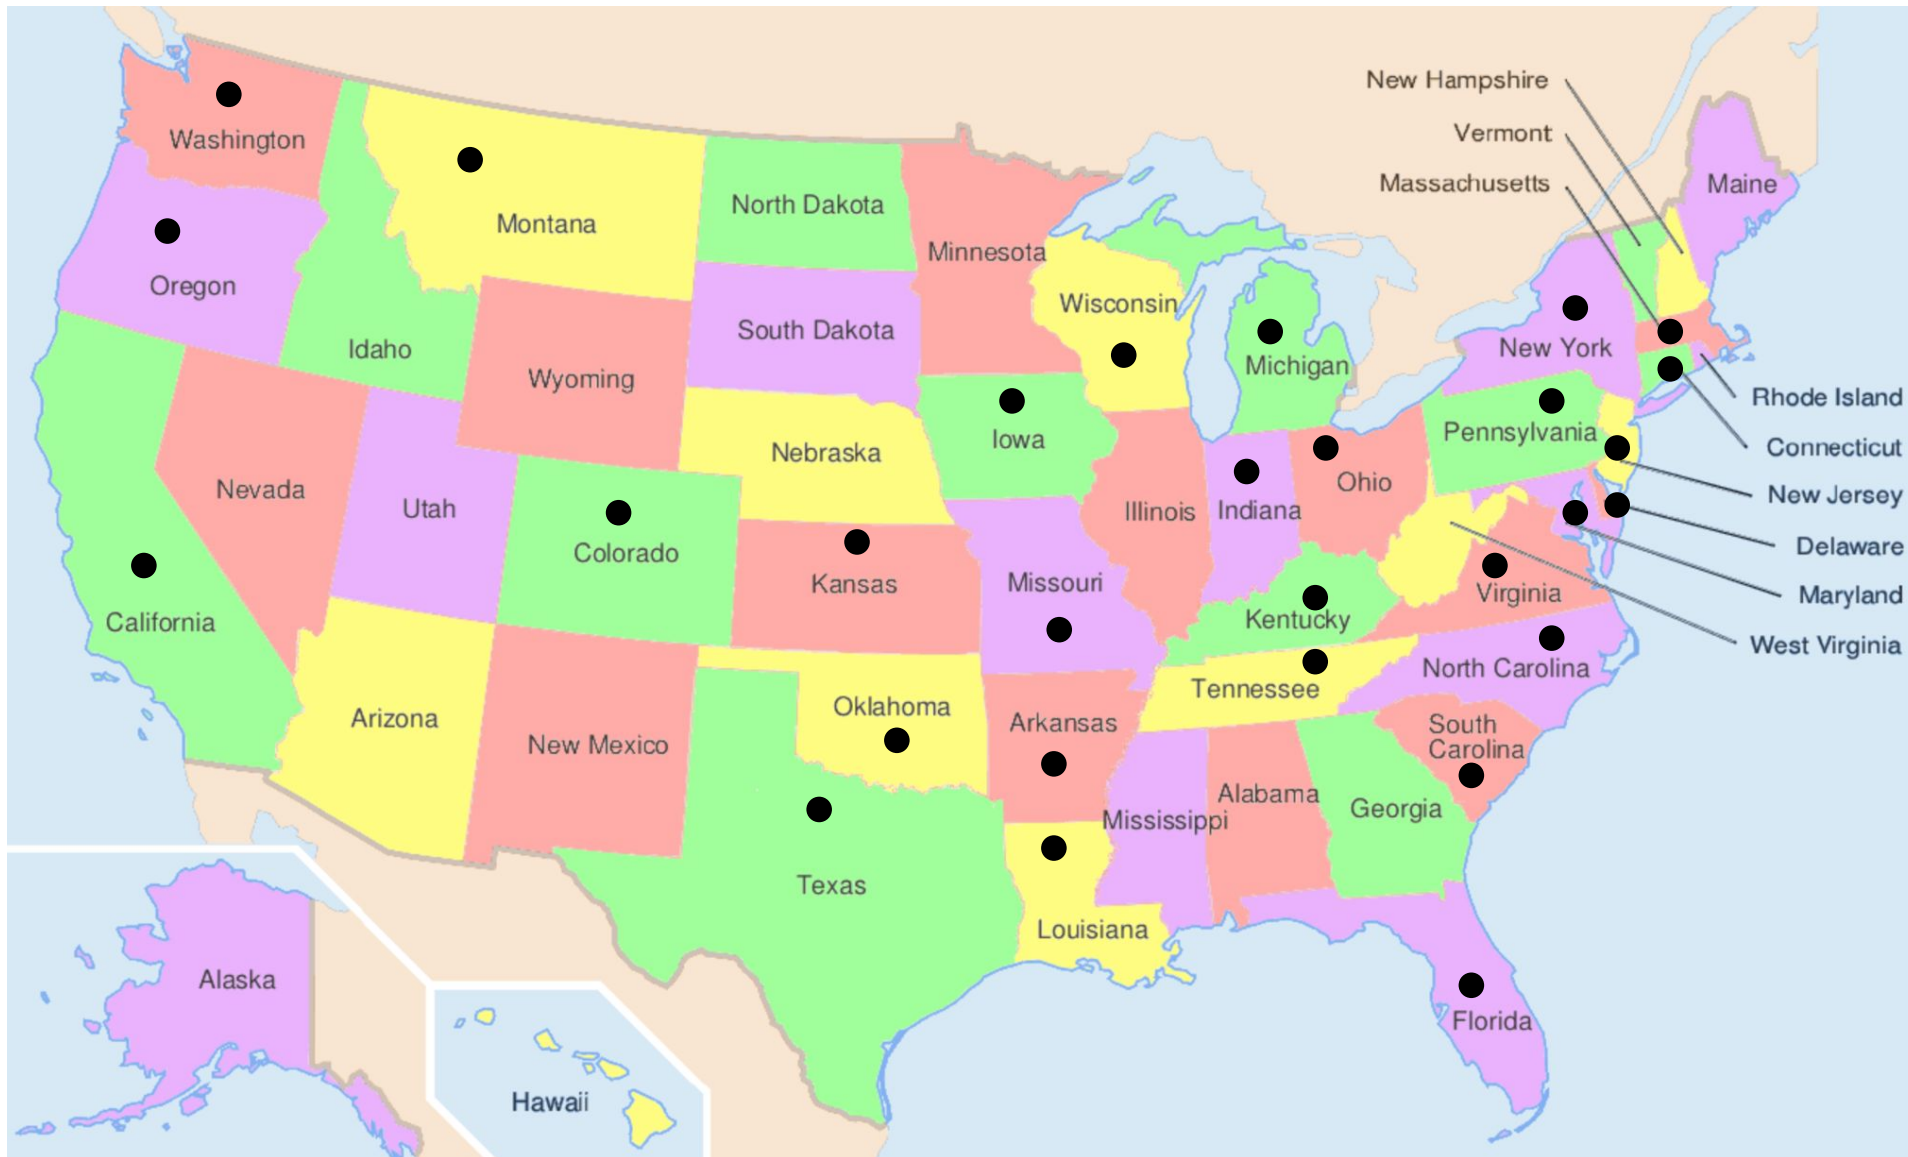 New Hampshire
Vermont
Massachusetts
Maine
Washington
Montana
North Dakota
Minnesota
Oregon
Idaho
Wisconsin
South Dakota
Wyoming
Michigan
New York
Rhode Island
Nebraska
Iowa
Pennsylvania
Connecticut
Nevada
Utah
Illinois
Indiana
Ohio
New Jersey
Colorado
Kansas
Missouri
Delaware
California
Kentucky
Virginia
Maryland
West Virginia
Arizona
New Mexico
Oklahoma
Arkansas
Tennessee
North Carolina
South
Carolina
Mississippi
Alabama
Georgia
Texas
Louisiana
Alaska
Florida
Hawaii